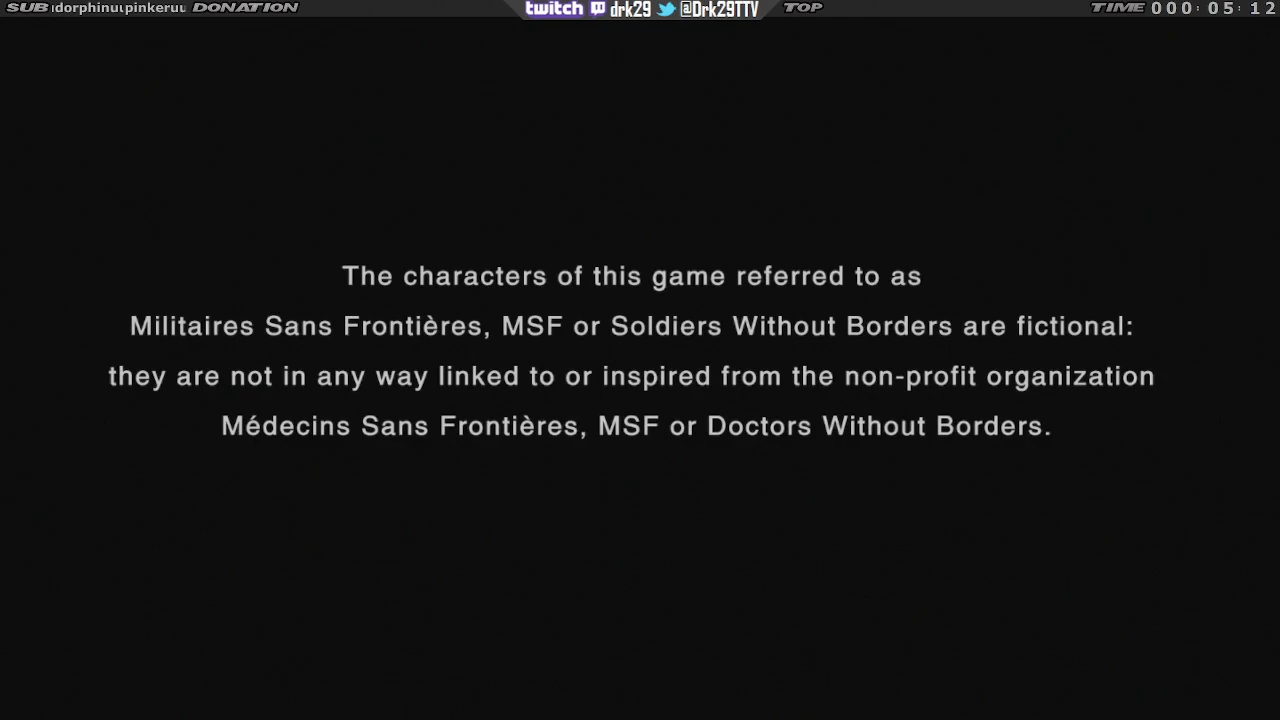 SUB DONATION twitch drk29 @Drk29TTV TOP TIME 000:05:12
The characters of this game referred to as
Militaires Sans Frontières, MSF or Soldiers Without Borders are fictional:
they are not in any way linked to or inspired from the non-profit organization
Médecins Sans Frontières, MSF or Doctors Without Borders.